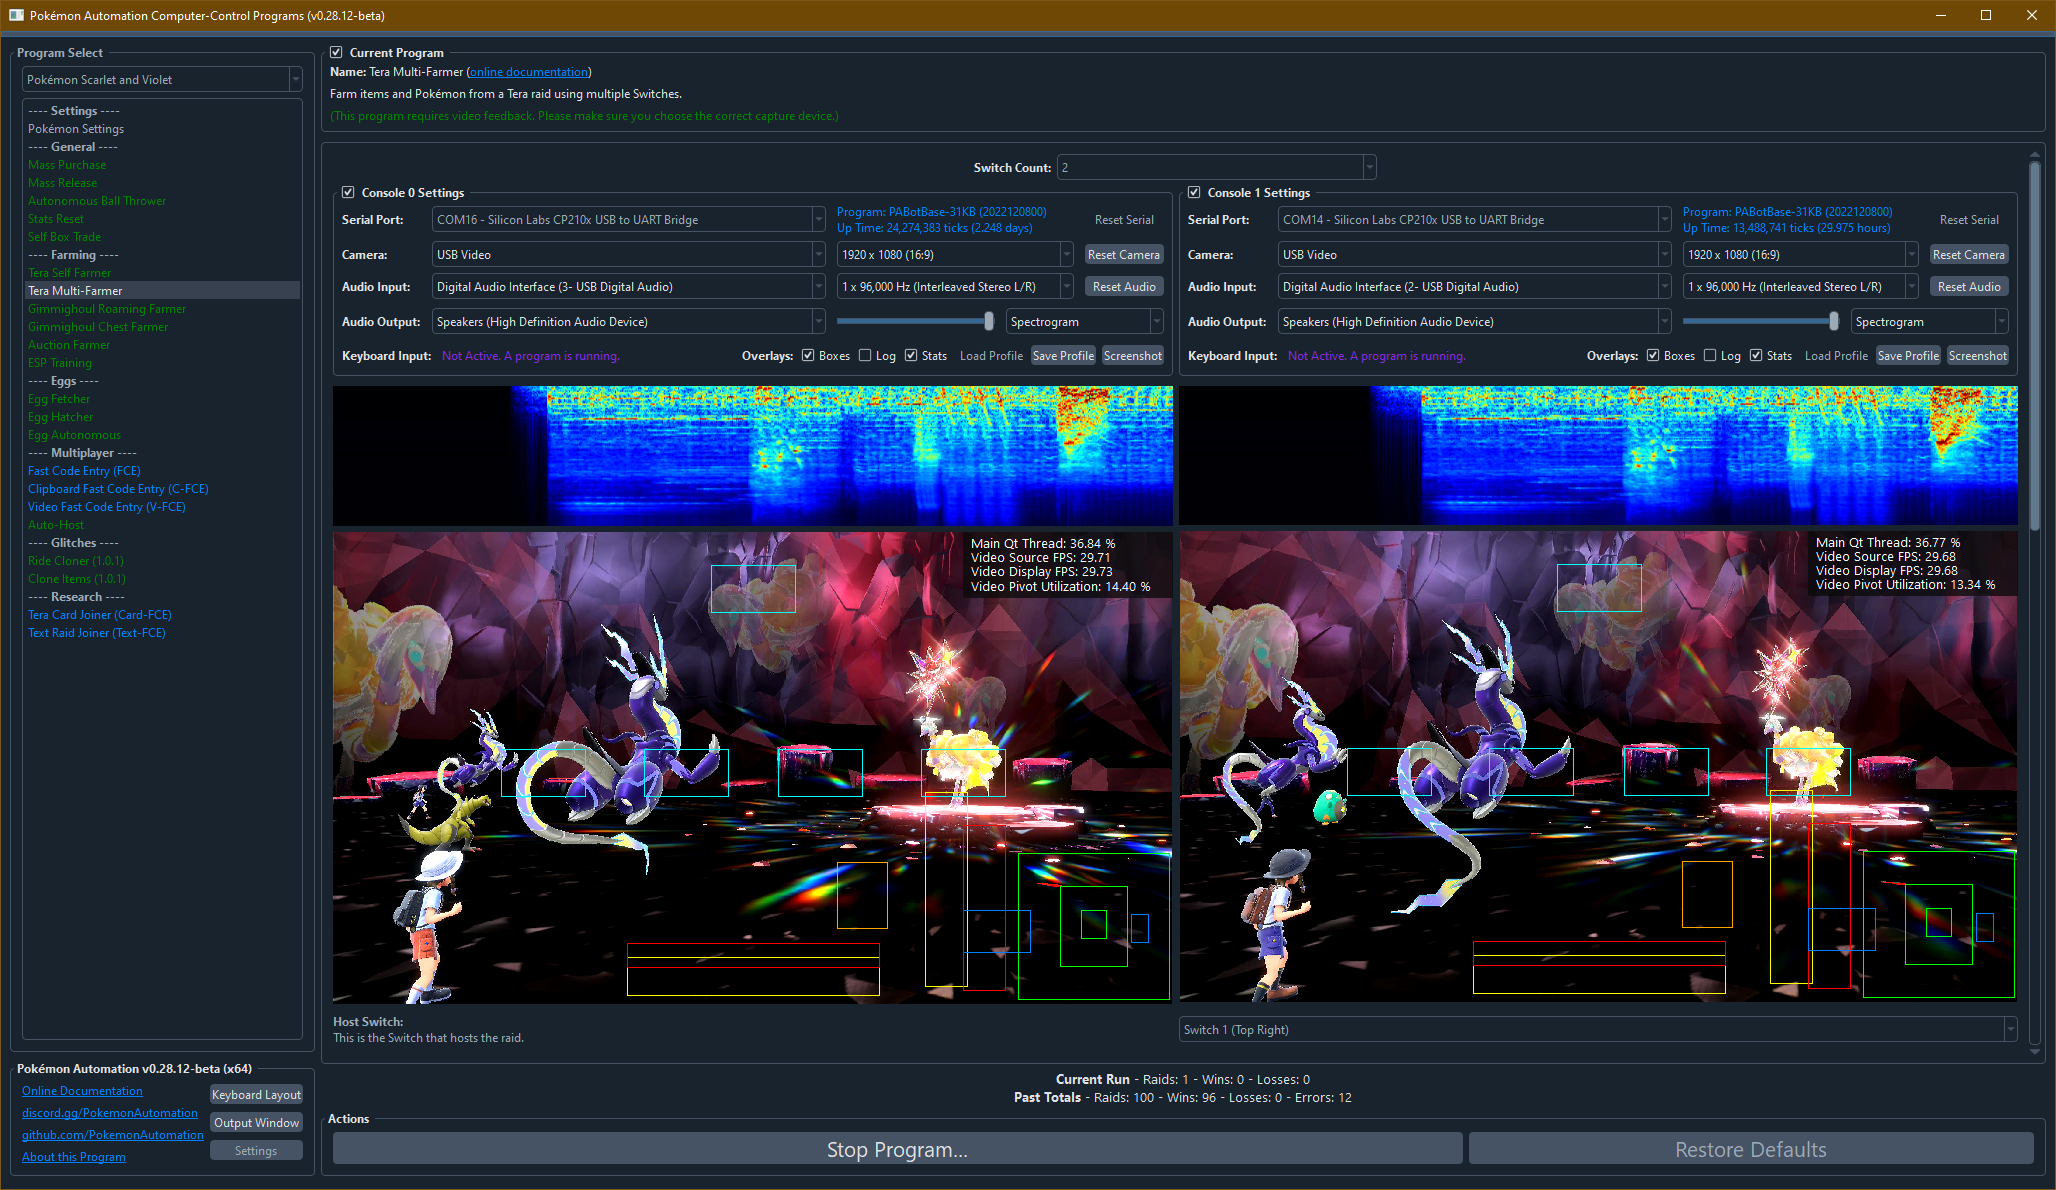 Pokémon Automation Computer-Control Programs (v0.28.12-beta)
Program Select
Pokémon Scarlet and Violet
---- Settings ----
Pokémon Settings
---- General ----
Mass Purchase
Mass Release
Autonomous Ball Thrower
Stats Reset
Self Box Trade
---- Farming ----
Tera Self Farmer
Tera Multi-Farmer
Gimmighoul Roaming Farmer
Gimmighoul Chest Farmer
Auction Farmer
ESP Training
---- Eggs ----
Egg Fetcher
Egg Hatcher
Egg Autonomous
---- Multiplayer ----
Fast Code Entry (FCE)
Clipboard Fast Code Entry (C-FCE)
Video Fast Code Entry (V-FCE)
Auto-Host
---- Glitches ----
Ride Cloner (1.0.1)
Clone Items (1.0.1)
---- Research ----
Tera Card Joiner (Card-FCE)
Text Raid Joiner (Text-FCE)
Pokémon Automation v0.28.12-beta (x64)
Online Documentation
Keyboard Layout
discord.gg/PokemonAutomation
Output Window
github.com/PokemonAutomation
Settings
About this Program
Current Program
Name: Tera Multi-Farmer (online documentation)
Farm items and Pokémon from a Tera raid using multiple Switches.
(This program requires video feedback. Please make sure you choose the correct capture device.)
Switch Count: 2
Console 0 Settings
Serial Port: COM16 - Silicon Labs CP210x USB to UART Bridge
Program: PABotBase-31KB (2022120800)
Up Time: 24,274,383 ticks (2.248 days)
Reset Serial
Camera: USB Video 1920 x 1080 (16:9) Reset Camera
Audio Input: Digital Audio Interface (3- USB Digital Audio) 1 x 96,000 Hz (Interleaved Stereo L/R) Reset Audio
Audio Output: Speakers (High Definition Audio Device) Spectrogram
Keyboard Input: Not Active. A program is running. Overlays: Boxes Log Stats Load Profile Save Profile Screenshot
Main Qt Thread: 36.84 %
Video Source FPS: 29.71
Video Display FPS: 29.73
Video Pivot Utilization: 14.40 %
Console 1 Settings
Serial Port: COM14 - Silicon Labs CP210x USB to UART Bridge
Program: PABotBase-31KB (2022120800)
Up Time: 13,488,741 ticks (29.975 hours)
Reset Serial
Camera: USB Video 1920 x 1080 (16:9) Reset Camera
Audio Input: Digital Audio Interface (2- USB Digital Audio) 1 x 96,000 Hz (Interleaved Stereo L/R) Reset Audio
Audio Output: Speakers (High Definition Audio Device) Spectrogram
Keyboard Input: Not Active. A program is running. Overlays: Boxes Log Stats Load Profile Save Profile Screenshot
Main Qt Thread: 36.77 %
Video Source FPS: 29.68
Video Display FPS: 29.68
Video Pivot Utilization: 13.34 %
Host Switch:
This is the Switch that hosts the raid.
Switch 1 (Top Right)
Current Run - Raids: 1 - Wins: 0 - Losses: 0
Past Totals - Raids: 100 - Wins: 96 - Losses: 0 - Errors: 12
Actions
Stop Program...
Restore Defaults